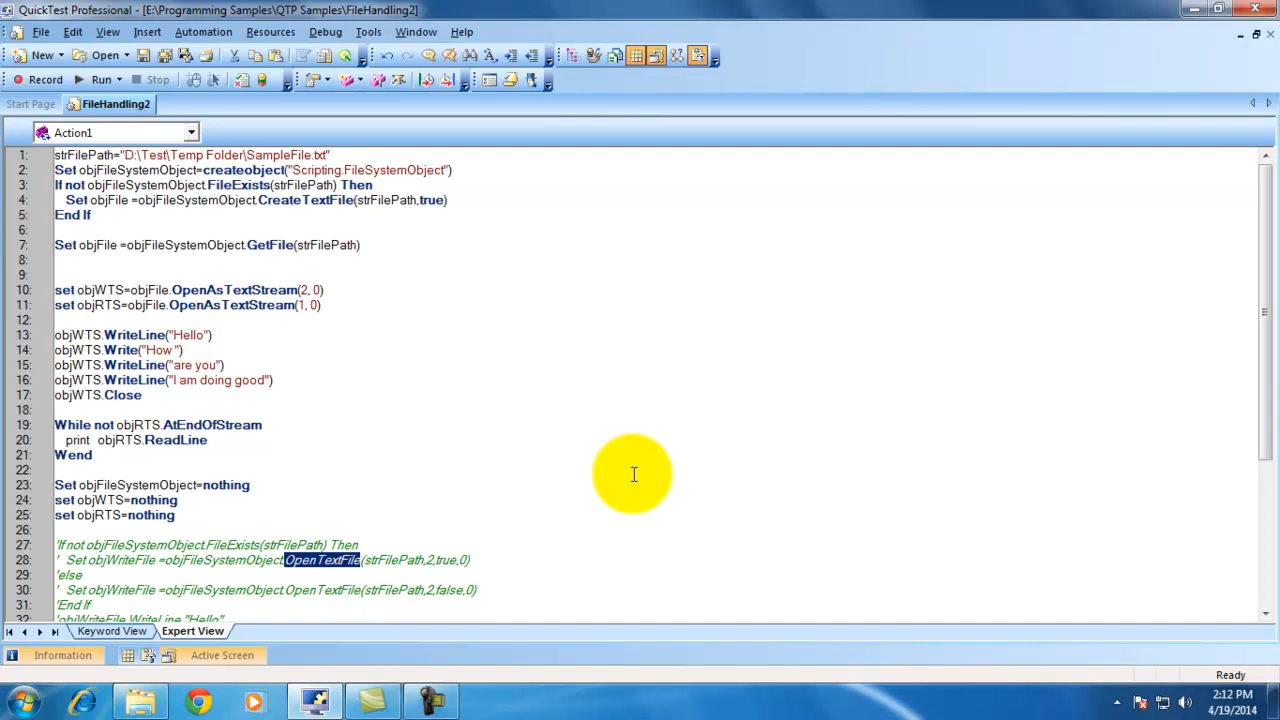 QuickTest Professional - [E:\Programming Samples\QTP Samples\FileHandling2]
File Edit View Insert Automation Resources Debug Tools Window Help
New Open
Record Run Stop
Start Page FileHandling2
Action1
1: strFilePath="D:\Test\Temp Folder\SampleFile.txt"
2: Set objFileSystemObject=createobject("Scripting.FileSystemObject")
3: If not objFileSystemObject.FileExists(strFilePath) Then
4: Set objFile =objFileSystemObject.CreateTextFile(strFilePath,true)
5: End If
6:
7: Set objFile =objFileSystemObject.GetFile(strFilePath)
8:
9:
10: set objWTS=objFile.OpenAsTextStream(2, 0)
11: set objRTS=objFile.OpenAsTextStream(1, 0)
12:
13: objWTS.WriteLine("Hello")
14: objWTS.Write("How ")
15: objWTS.WriteLine("are you")
16: objWTS.WriteLine("I am doing good")
17: objWTS.Close
18:
19: While not objRTS.AtEndOfStream
20: print objRTS.ReadLine
21: Wend
22:
23: Set objFileSystemObject=nothing
24: set objWTS=nothing
25: set objRTS=nothing
26:
27: 'If not objFileSystemObject.FileExists(strFilePath) Then
28: ' Set objWriteFile =objFileSystemObject.OpenTextFile(strFilePath,2,true,0)
29: 'else
30: ' Set objWriteFile =objFileSystemObject.OpenTextFile(strFilePath,2,false,0)
31: 'End If
32: 'objWriteFile.WriteLine "Hello"
Keyword View Expert View
Information Active Screen
Ready
2:12 PM
4/19/2014